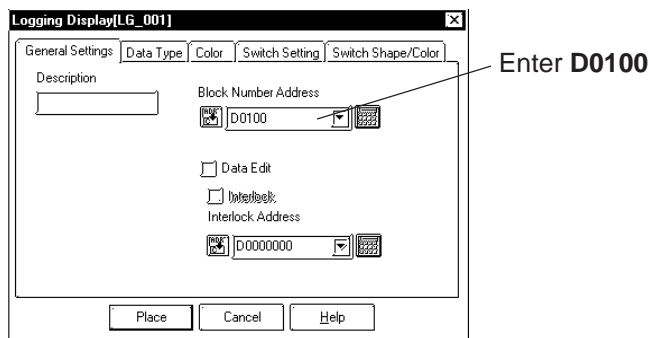 Logging Display[LG_001]
General Settings Data Type Color Switch Setting Switch Shape/Color
Enter D0100
Description
Block Number Address
D0100
Data Edit
Interlock
Interlock Address
D0000000
Place Cancel Help